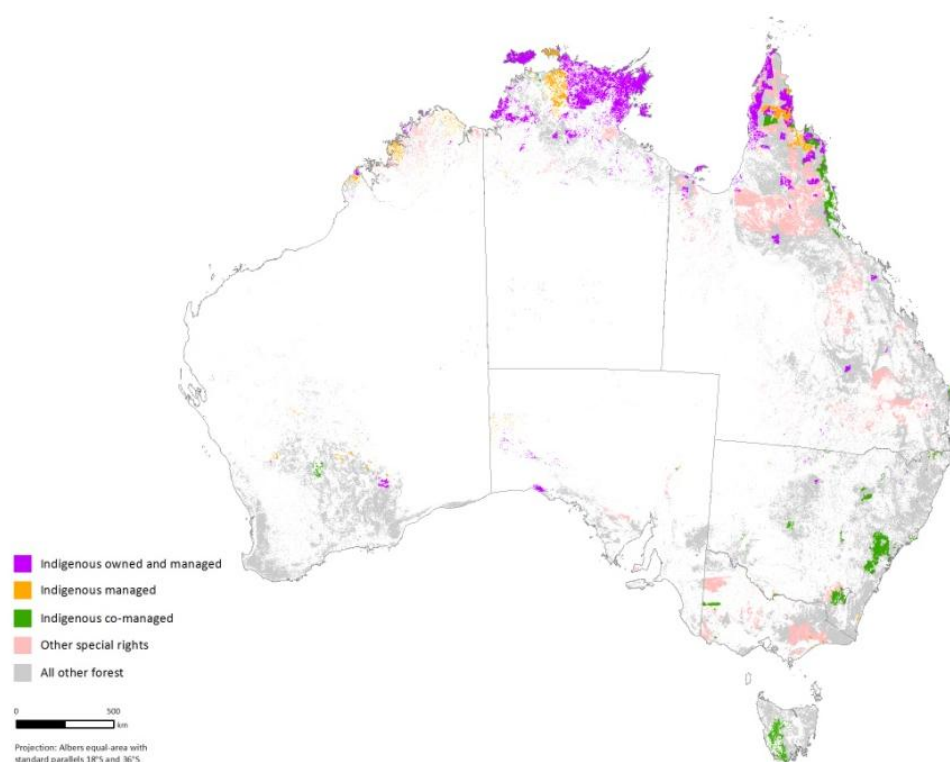 Indigenous owned and managed
Indigenous managed
Indigenous co-managed
Other special rights
All other forest
0 500
km
Projection: Albers equal-area with
standard parallels 18°S and 36°S